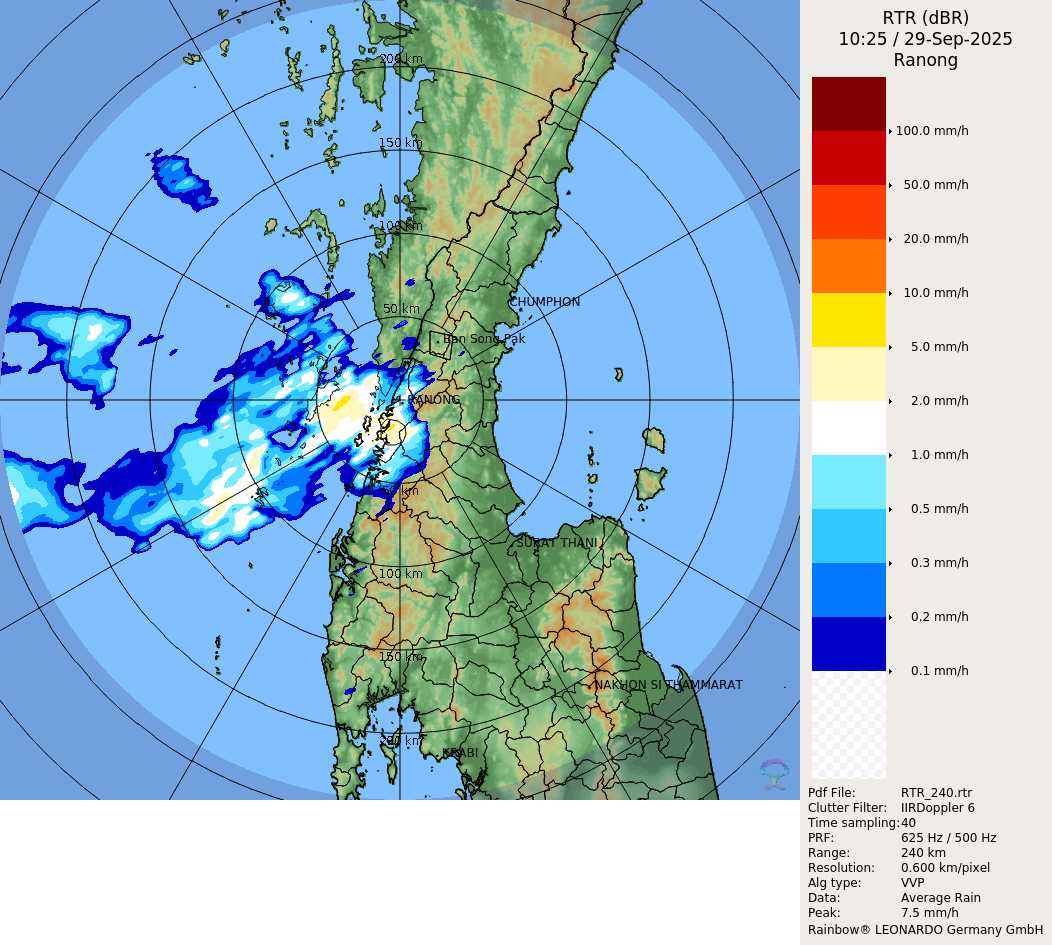 RTR (dBR)
10:25 / 29-Sep-2025
Ranong
200 km
150 km
100 km
50 km
CHUMPHON
Ban Song Pak
RANONG
50 km
SURAT THANI
100 km
150 km
NAKHON SI THAMMARAT
200 km
KRABI
100.0 mm/h
50.0 mm/h
20.0 mm/h
10.0 mm/h
5.0 mm/h
2.0 mm/h
1.0 mm/h
0.5 mm/h
0.3 mm/h
0.2 mm/h
0.1 mm/h
Pdf File: RTR_240.rtr
Clutter Filter: IIRDoppler 6
Time sampling:40
PRF: 625 Hz / 500 Hz
Range: 240 km
Resolution: 0.600 km/pixel
Alg type: VVP
Data: Average Rain
Peak: 7.5 mm/h
Rainbow® LEONARDO Germany GmbH